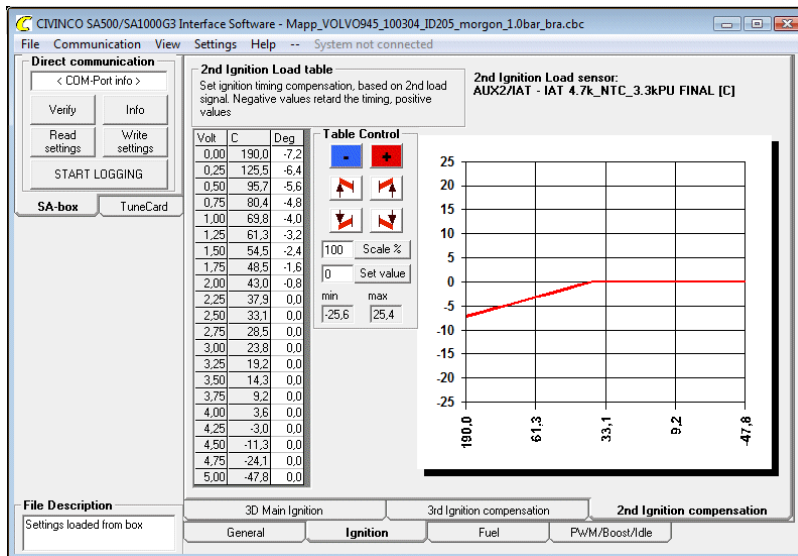 CIVINCO SA500/SA1000G3 Interface Software - Mapp_VOLVO945_100304_ID205_morgon_1.0bar_bra.cbc
File Communication View Settings Help -- System not connected
Direct communication
< COM-Port info >
Verify Info
Read settings Write settings
START LOGGING
SA-box TuneCard
2nd Ignition Load table
Set ignition timing compensation, based on 2nd load
signal. Negative values retard the timing, positive
values
2nd Ignition Load sensor:
AUX2/IAT - IAT 4.7k_NTC_3.3kPU FINAL [C]
Volt C Deg
0,00 190,0 -7,2
0,25 125,5 -6,4
0,50 95,7 -5,6
0,75 80,4 -4,8
1,00 69,8 -4,0
1,25 61,3 -3,2
1,50 54,5 -2,4
1,75 48,5 -1,6
2,00 43,0 -0,8
2,25 37,9 0,0
2,50 33,1 0,0
2,75 28,5 0,0
3,00 23,8 0,0
3,25 19,2 0,0
3,50 14,3 0,0
3,75 9,2 0,0
4,00 3,6 0,0
4,25 -3,0 0,0
4,50 -11,3 0,0
4,75 -24,1 0,0
5,00 -47,8 0,0
Table Control
- +
100 Scale %
0 Set value
min max
-25,6 25,4
25
20
15
10
5
0
-5
-10
-15
-20
-25
190,0 61,3 33,1 9,2 -47,8
3D Main Ignition 3rd Ignition compensation 2nd Ignition compensation
General Ignition Fuel PWM/Boost/Idle
File Description
Settings loaded from box